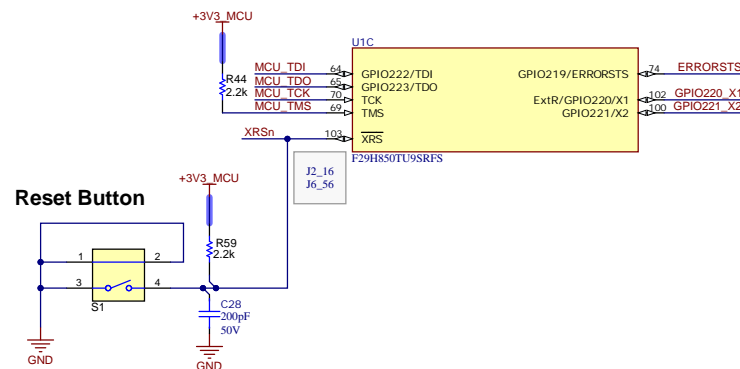 +3V3_MCU
U1C
R44
2.2k
MCU_TDI 64 GPIO222/TDI GPIO219/ERRORSTS 74 ERRORSTS
MCU_TDO 65 GPIO223/TDO
MCU_TCK 70 TCK ExtR/GPIO220/X1 102 GPIO220_X1
MCU_TMS 69 TMS GPIO221/X2 100 GPIO221_X2
XRSn 103 XRS
F29H850TU9SRFS
J2_16
J6_56
+3V3_MCU
Reset Button
R59
2.2k
1 2
3 4
S1
C28
200pF
50V
GND
GND